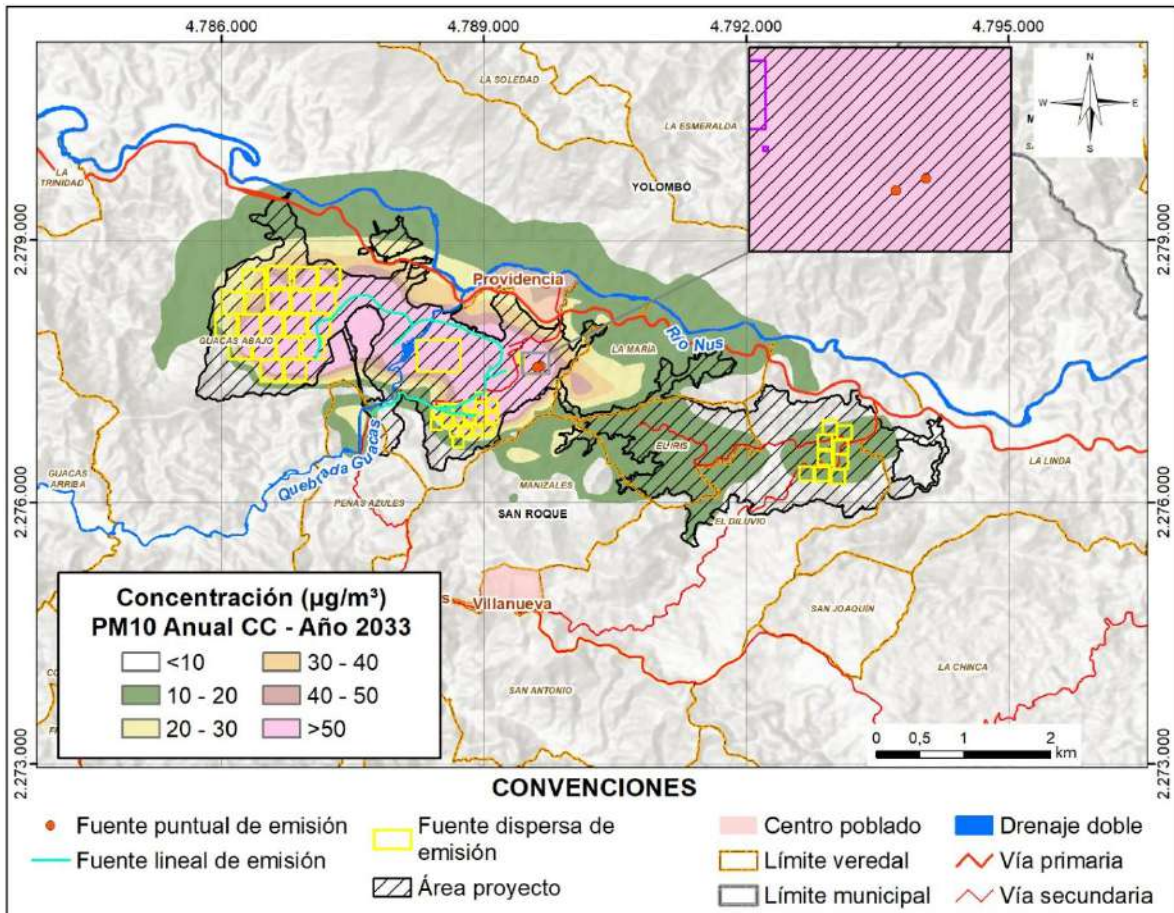 4.786.000
4.789.000
4.792.000
4.795.000
2.279.000
2.279.000
2.276.000
2.276.000
2.273.000
2.273.000
N
W
E
S
LA SOLEDAD
LA ESMERALDA
YOLOMBÓ
LA
TRINIDAD
Providencia
Río Nus
GUACAS ABAJO
LA MARÍA
Quebrada Guacas
EL IRIS
LA LINDA
GUACAS
ARRIBA
MANIZALES
PEÑAS AZULES
SAN ROQUE
EL DILUVIO
Villanueva
SAN JOAQUÍN
LA CHINCA
SAN ANTONIO
Concentración (µg/m³)
PM10 Anual CC - Año 2033
<10
10 - 20
20 - 30
30 - 40
40 - 50
>50
0 0,5 1 2
km
CONVENCIONES
Fuente puntual de emisión
Fuente lineal de emisión
Fuente dispersa de
emisión
Área proyecto
Centro poblado
Límite veredal
Límite municipal
Drenaje doble
Vía primaria
Vía secundaria